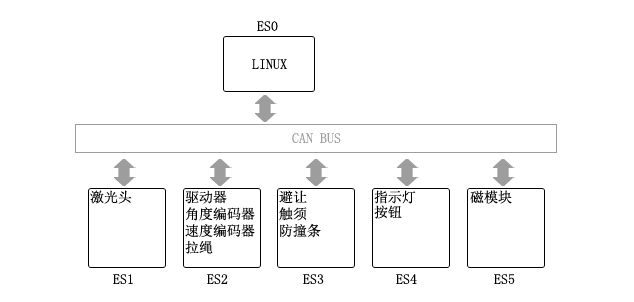 ES0
LINUX
CAN BUS
激光头
驱动器
角度编码器
速度编码器
拉绳
避让
触须
防撞条
指示灯
按钮
磁模块
ES1
ES2
ES3
ES4
ES5